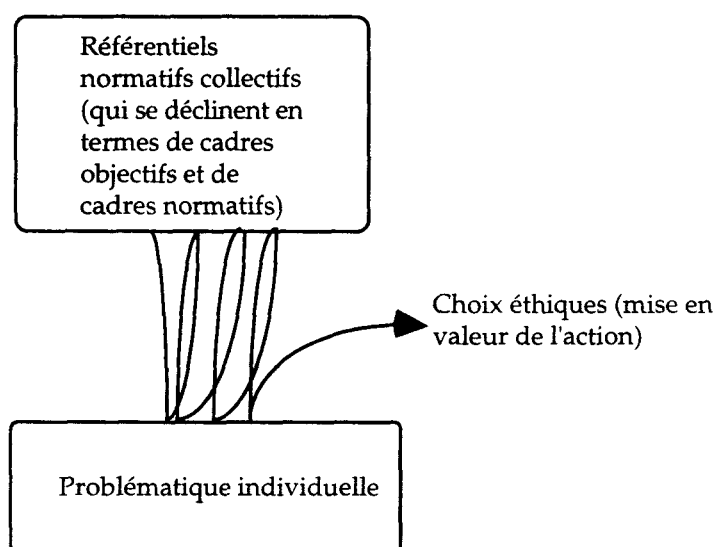 Référentiels
normatifs collectifs
(qui se déclinent en
termes de cadres
objectifs et de
cadres normatifs)
Choix éthiques (mise en
valeur de l'action)
Problématique individuelle